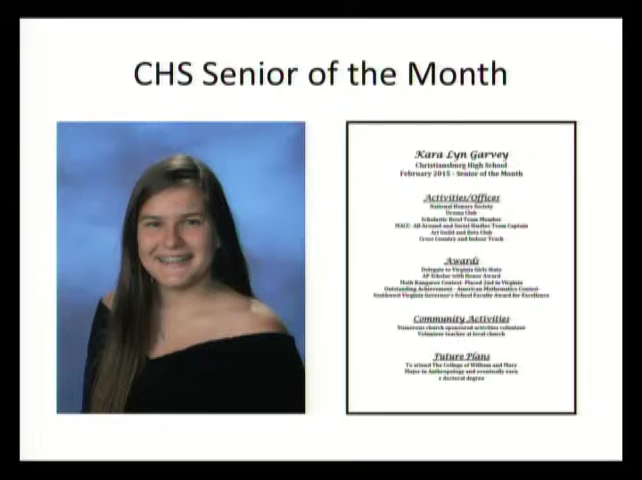 CHS Senior of the Month
Kara Lyn Garvey
Christiansburg High School
February 2015 - Senior of the Month
Activities/Offices
National Honors Society
Drama Club
Scholastic Bowl Team Member
MACC- All Around and Social Studies Team Captain
Art Guild and Beta Club
Cross Country and Indoor Track
Awards
Delegate to Virginia Girls State
AP Scholar with Honor Award
Math Kangaroo Contest- Placed 2nd in Virginia
Outstanding Achievement - American Mathematics Contest
Southwest Virginia Governor's School Faculty Award for Excellence
Community Activities
Numerous church sponsored activities volunteer
Volunteer teacher at local church
Future Plans
To attend The College of William and Mary
Major in Anthropology and eventually earn
a doctoral degree